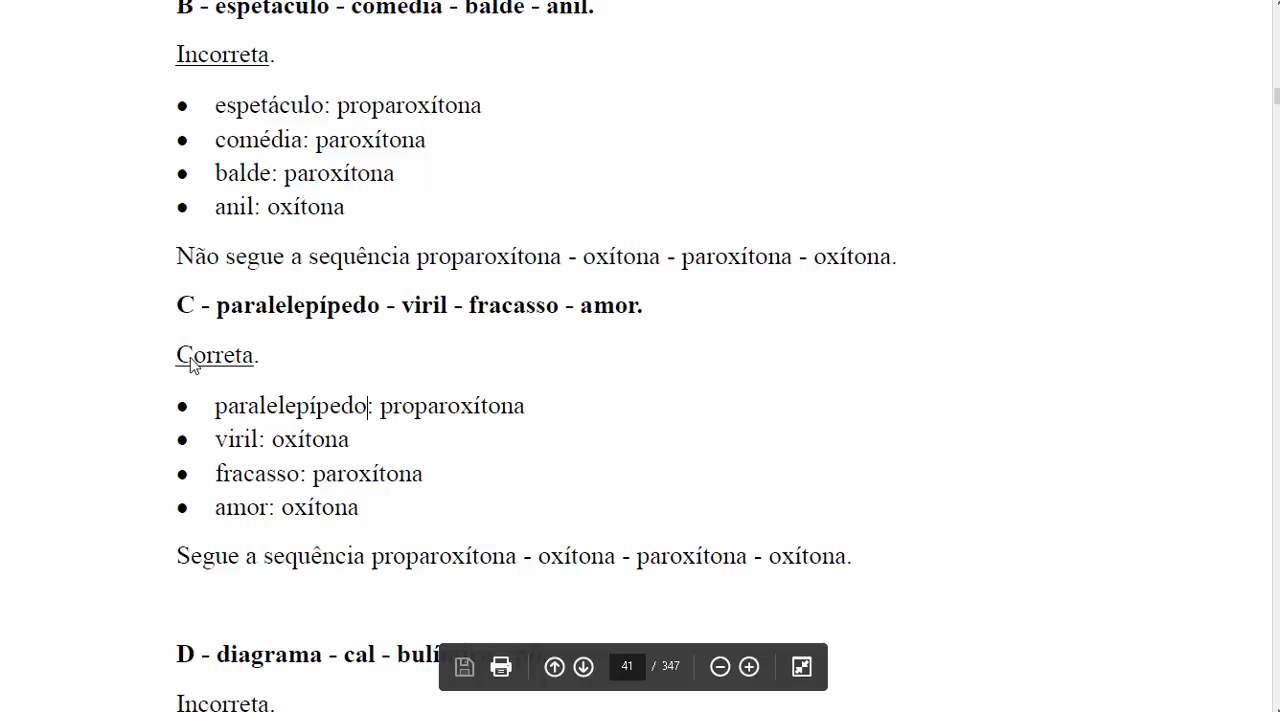 B - espetáculo - comédia - balde - anil.
Incorreta.
● espetáculo: proparoxítona
● comédia: paroxítona
● balde: paroxítona
● anil: oxítona
Não segue a sequência proparoxítona - oxítona - paroxítona - oxítona.
C - paralelepípedo - viril - fracasso - amor.
Correta.
● paralelepípedo: proparoxítona
● viril: oxítona
● fracasso: paroxítona
● amor: oxítona
Segue a sequência proparoxítona - oxítona - paroxítona - oxítona.
D - diagrama - cal -
41 / 347
Incorreta.